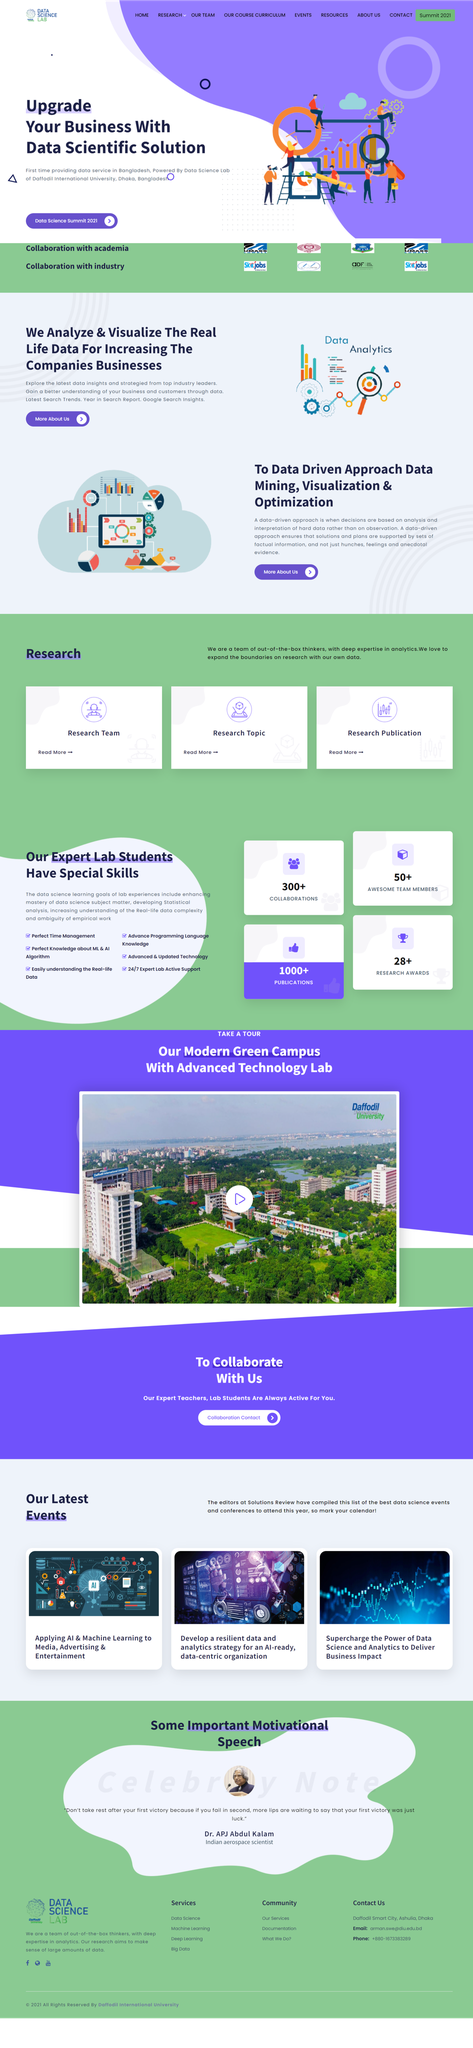 DATA
SCIENCE
LAB
HOME RESEARCH OUR TEAM OUR COURSE CURRICULUM EVENTS RESOURCES ABOUT US CONTACT Summit 2021
Upgrade
Your Business With
Data Scientific Solution
First time providing data service in Bangladesh, Powered By Data Science Lab
of Daffodil International University, Dhaka, Bangladesh.
Data Science Summit 2021
Collaboration with academia
Collaboration with industry
Skill.jobs
Skill.jobs
We Analyze & Visualize The Real
Life Data For Increasing The
Companies Businesses
Explore the latest data insights and strategies from top industry leaders.
Gain a better understanding of your business and customers through data.
Latest Search Trends. Year in Search Report. Google Search Insights.
More About Us
Data
Analytics
To Data Driven Approach Data
Mining, Visualization &
Optimization
A data-driven approach is when decisions are based on analysis and
interpretation of hard data rather than on observation. A data-driven
approach ensures that solutions and plans are supported by sets of
factual information, and not just hunches, feelings and anecdotal
evidence.
More About Us
Research
We are a team of out-of-the-box thinkers, with deep expertise in analytics.We love to
expand the boundaries on research with our own data.
Research Team
Read More
Research Topic
Read More
Research Publication
Read More
Our Expert Lab Students
Have Special Skills
The data science learning goals of lab experiences include enhancing
mastery of data science subject matter, developing Statistical
analysis, increasing understanding of the Real-life data complexity
and ambiguity of empirical work
Perfect Time Management
Perfect Knowledge about ML & AI
Algorithm
Easily understanding the Real-life
Data
Advance Programming Language
Knowledge
Advanced & Updated Technology
24/7 Expert Lab Active Support
300+
COLLABORATIONS
50+
AWESOME TEAM MEMBERS
1000+
PUBLICATIONS
28+
RESEARCH AWARDS
TAKE A TOUR
Our Modern Green Campus
With Advanced Technology Lab
Daffodil
University
To Collaborate
With Us
Our Expert Teachers, Lab Students Are Always Active For You.
Collaboration Contact
Our Latest
Events
The editors at Solutions Review have compiled this list of the best data science events
and conferences to attend this year, so mark your calendar!
AI
Applying AI & Machine Learning to
Media, Advertising &
Entertainment
Develop a resilient data and
analytics strategy for an AI-ready,
data-centric organization
Supercharge the Power of Data
Science and Analytics to Deliver
Business Impact
Some Important Motivational
Speech
Celebrity Note
"Don't take rest after your first victory because if you fail in second, more lips are waiting to say that your first victory was just
luck."
Dr. APJ Abdul Kalam
Indian aerospace scientist
DATA
SCIENCE
LAB
We are a team of out-of-the-box thinkers, with deep
expertise in analytics. Our research aims to make
sense of large amounts of data.
Services
Data Science
Machine Learning
Deep Learning
Big Data
Community
Our Services
Documentation
What We Do?
Contact Us
Daffodil Smart City, Ashulia, Dhaka
Email:
Phone:
© 2021 All Rights Reserved By Daffodil International University